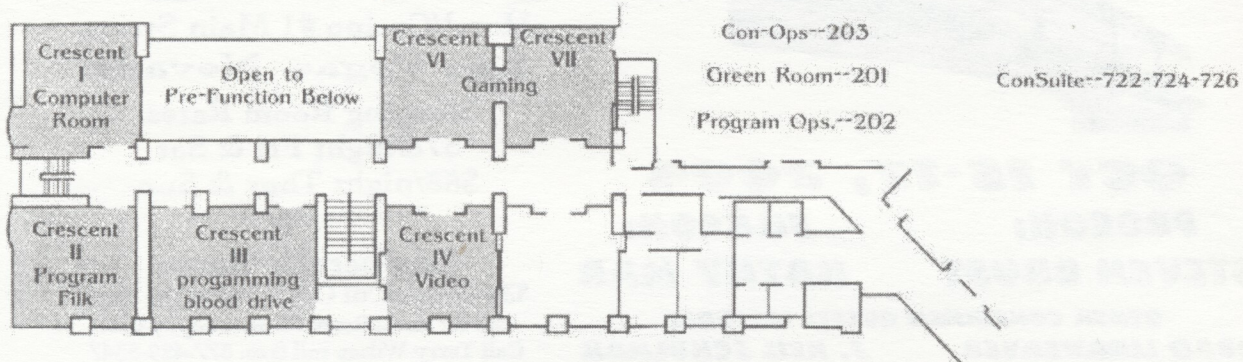 Crescent
I
Computer
Room
Open to
Pre-Function Below
Crescent
VI
Crescent
VII
Gaming
Con-Ops--203
Green Room--201
Program Ops.--202
ConSuite--722-724-726
Crescent
II
Program
Filk
Crescent
III
progamming
blood drive
Crescent
IV
Video